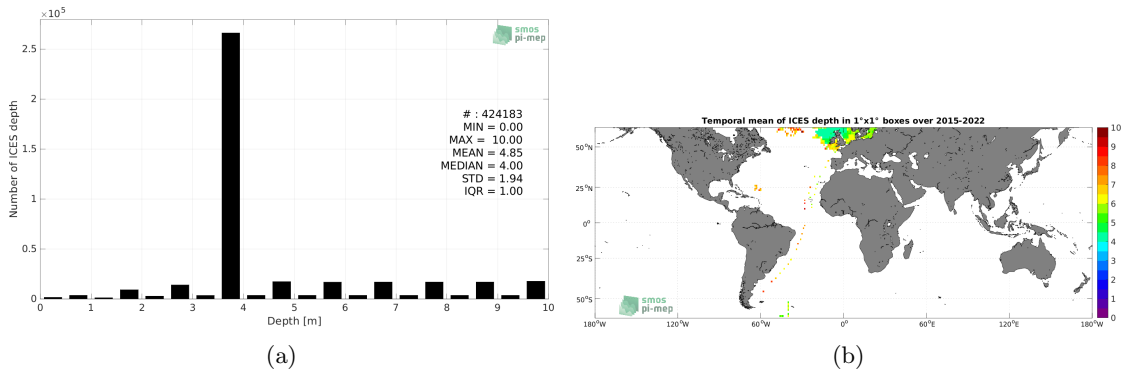 ×10⁵
smos
pi-mep
2.5
2
1.5
1
0.5
0
Number of ICES depth
# : 424183
MIN = 0.00
MAX = 10.00
MEAN = 4.85
MEDIAN = 4.00
STD = 1.94
IQR = 1.00
0 1 2 3 4 5 6 7 8 9 10
Depth [m]
(a)
Temporal mean of ICES depth in 1°x1° boxes over 2015-2022
50°N
25°N
0°
25°S
50°S
smos
pi-mep
180°W 120°W 60°W 0° 60°E 120°E 180°W
10
9
8
7
6
5
4
3
2
1
0
(b)